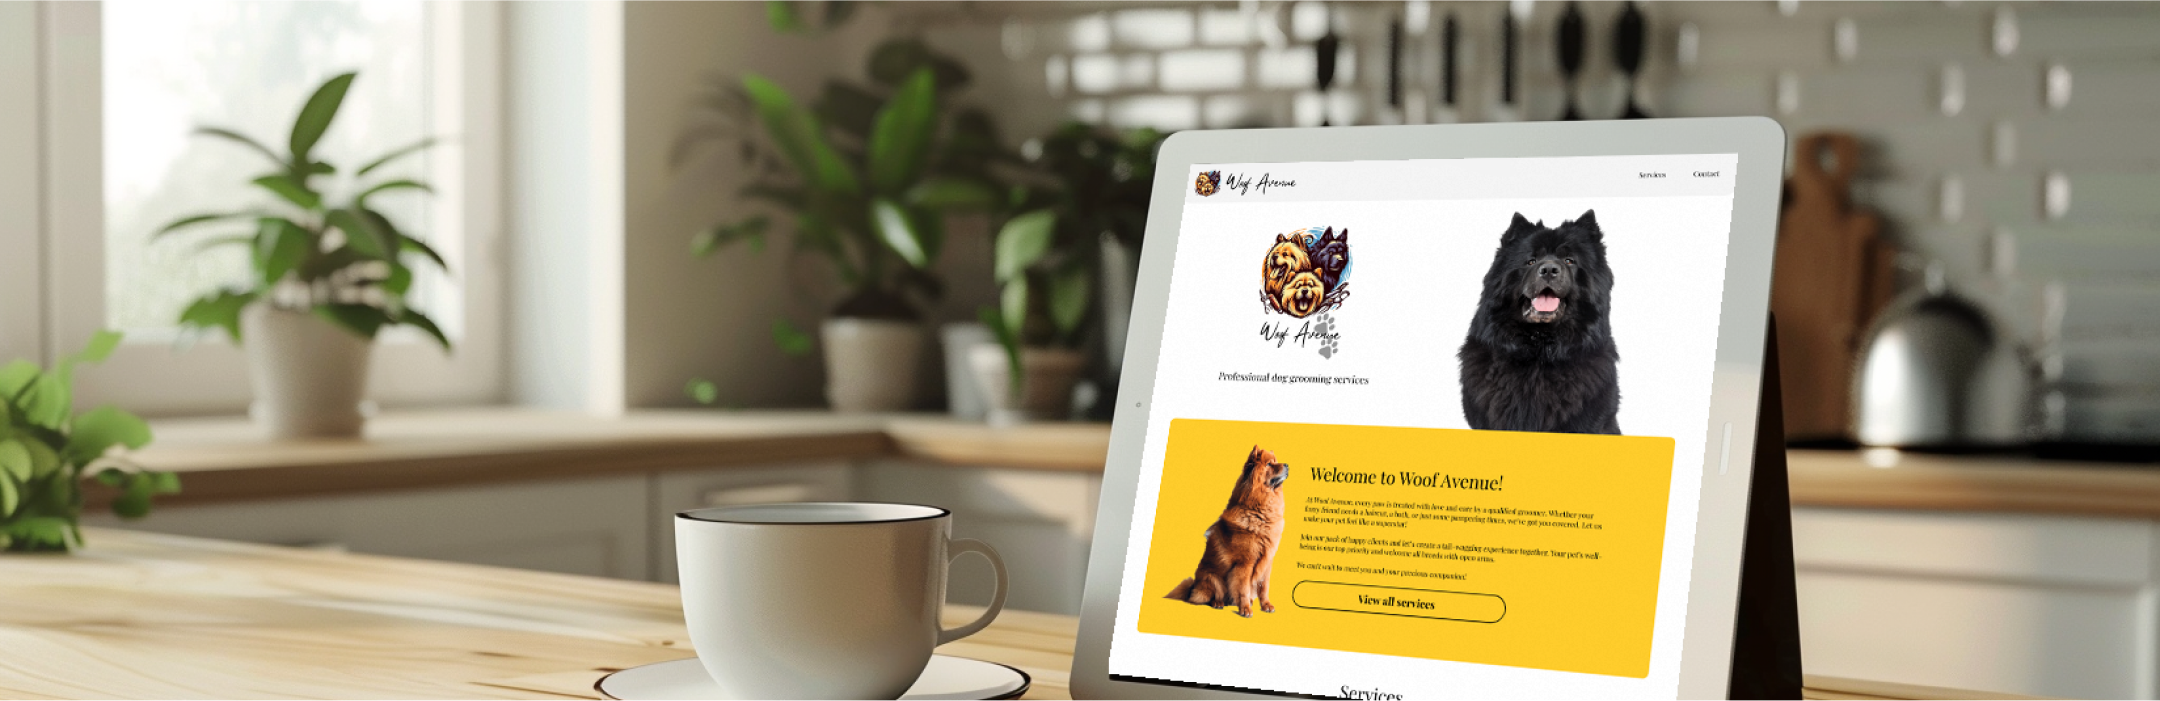 Woof Avenue
Services
Contact
Woof Avenue
Professional dog grooming services
Welcome to Woof Avenue!
At Woof Avenue, every paw is treated with love and care by a qualified groomer. Whether your
furry friend needs a haircut, a bath, or just some pampering times, we've got you covered. Let us
make your pet feel like a superstar!
Join our pack of happy clients and let's create a tail-wagging experience together. Your pet's well-
being is our top priority and welcome all breeds with open arms.
We can't wait to meet you and your precious companion!
View all services
Services